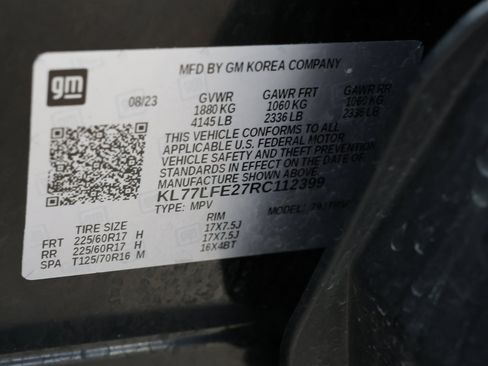 gm
MFD BY GM KOREA COMPANY
08/23 GVWR GAWR FRT GAWR RR
1880 KG 1060 KG 1060 KG
4145 LB 2336 LB 2336 LB
THIS VEHICLE CONFORMS TO ALL
APPLICABLE U.S. FEDERAL MOTOR
VEHICLE SAFETY AND THEFT PREVENTION
STANDARDS IN EFFECT ON THE DATE OF
MANUFACTURE SHOWN ABOVE.
KL77LFE27RC112399
TYPE: MPV MODEL:
TIRE SIZE RIM
FRT 225/60R17 H 17X7.5J
RR 225/60R17 H 17X7.5J
SPA T125/70R16 M 16X4BT